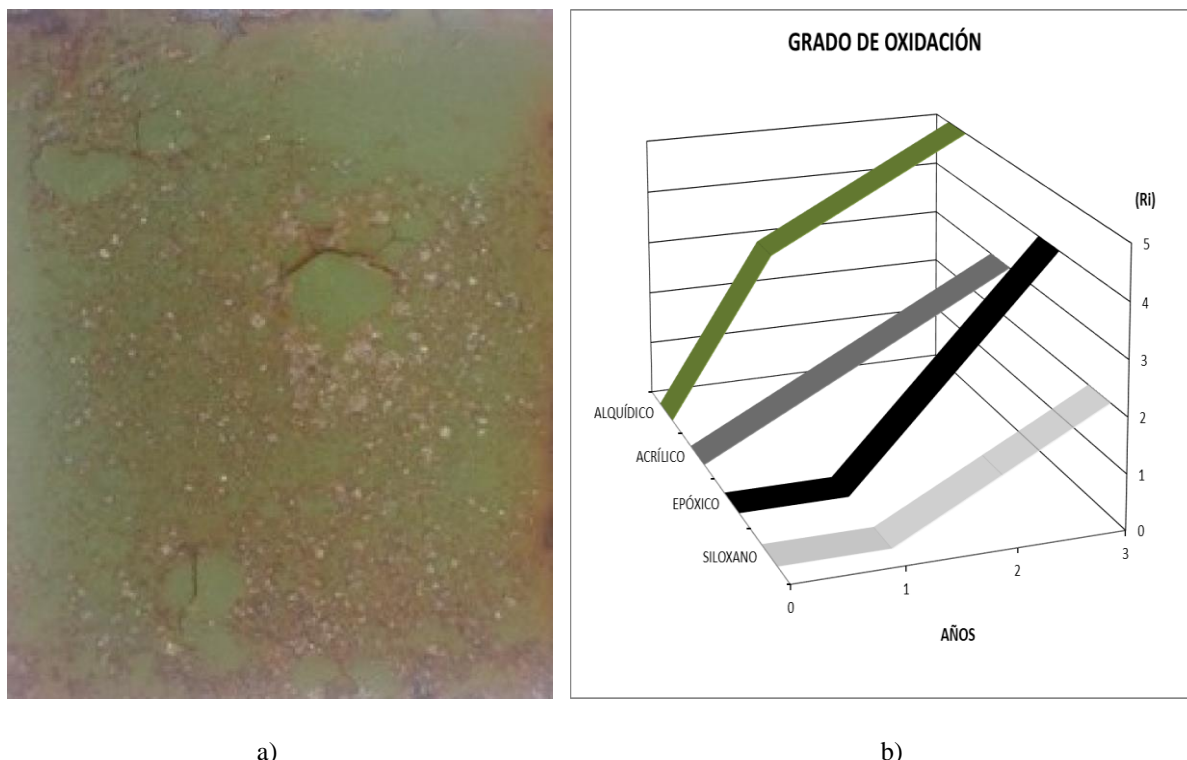 GRADO DE OXIDACIÓN
(Ri)
5
4
3
2
1
0
ALQUÍDICO
ACRÍLICO
EPÓXICO
SILOXANO
0
1
2
3
AÑOS
a)
b)